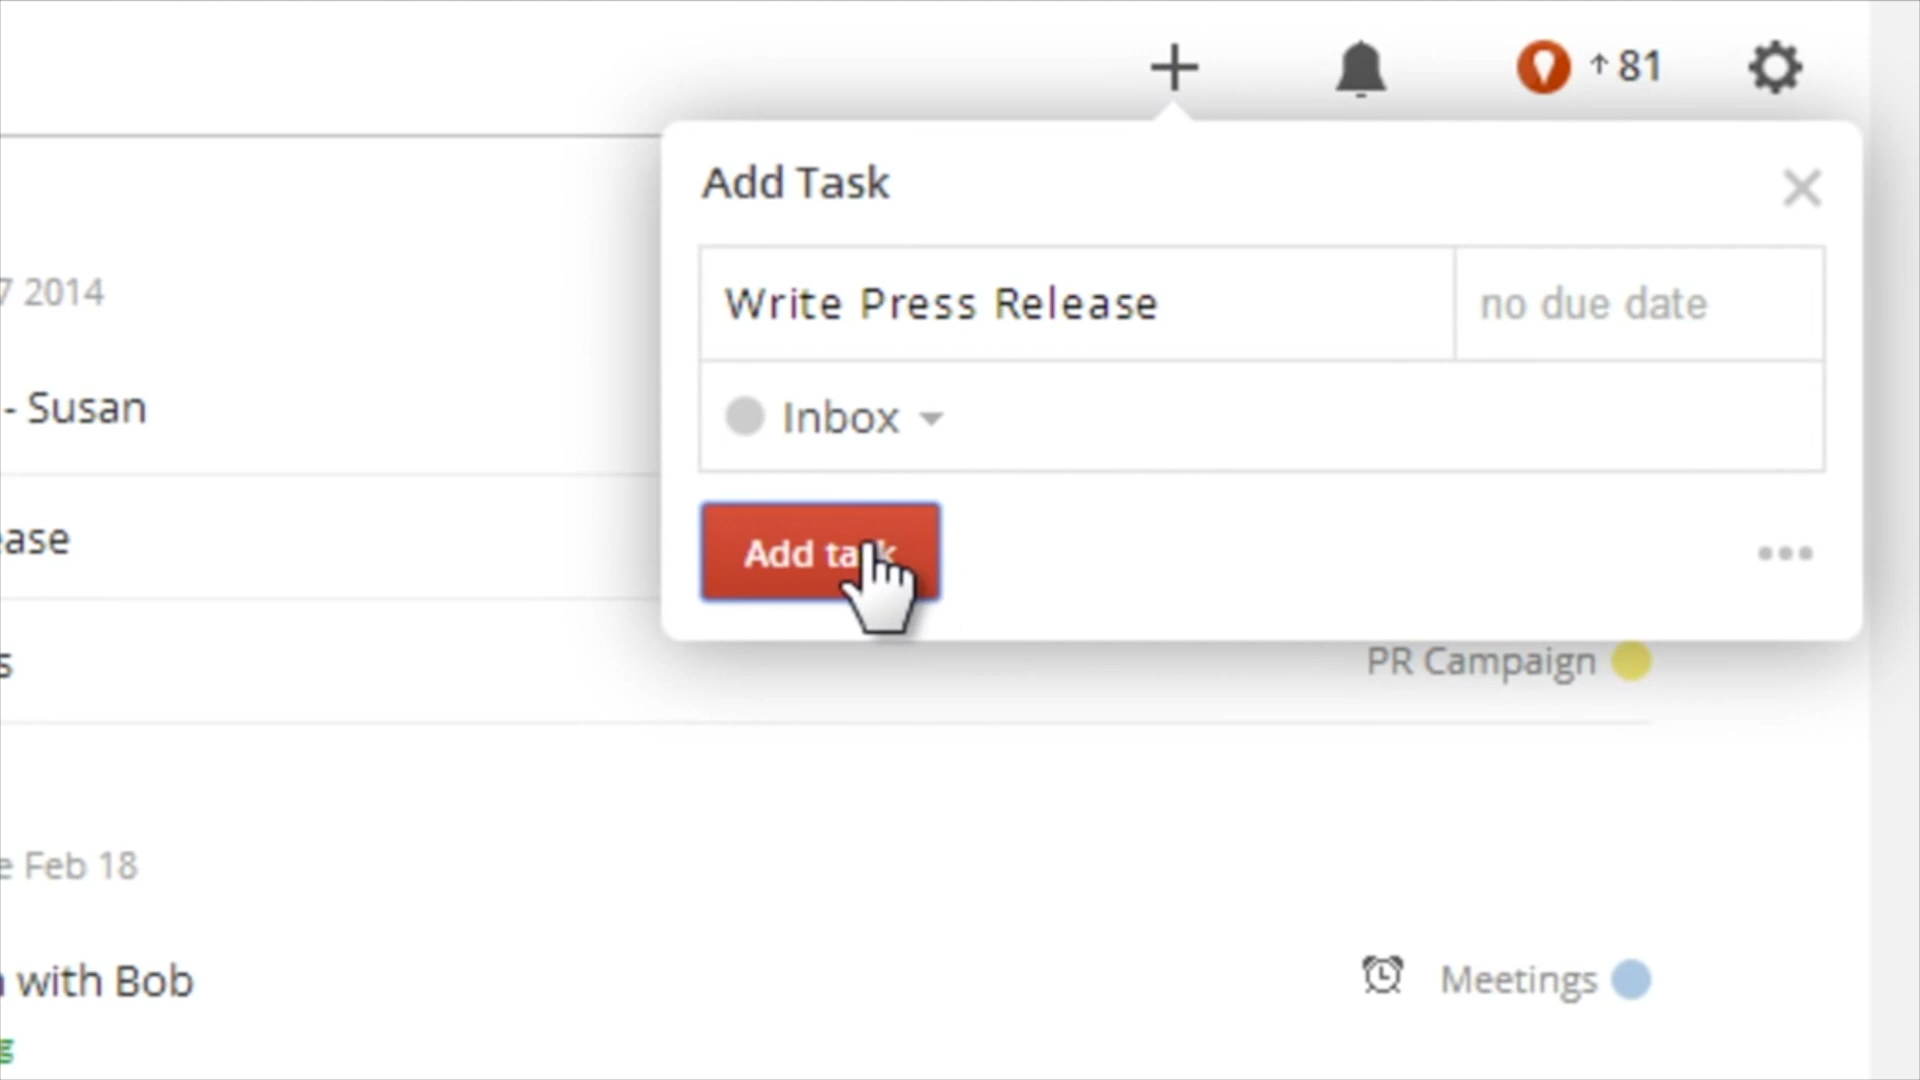 ↑81
Add Task
7 2014
Write Press Release
no due date
- Susan
Inbox
ease
Add task
s
PR Campaign
e Feb 18
with Bob
Meetings